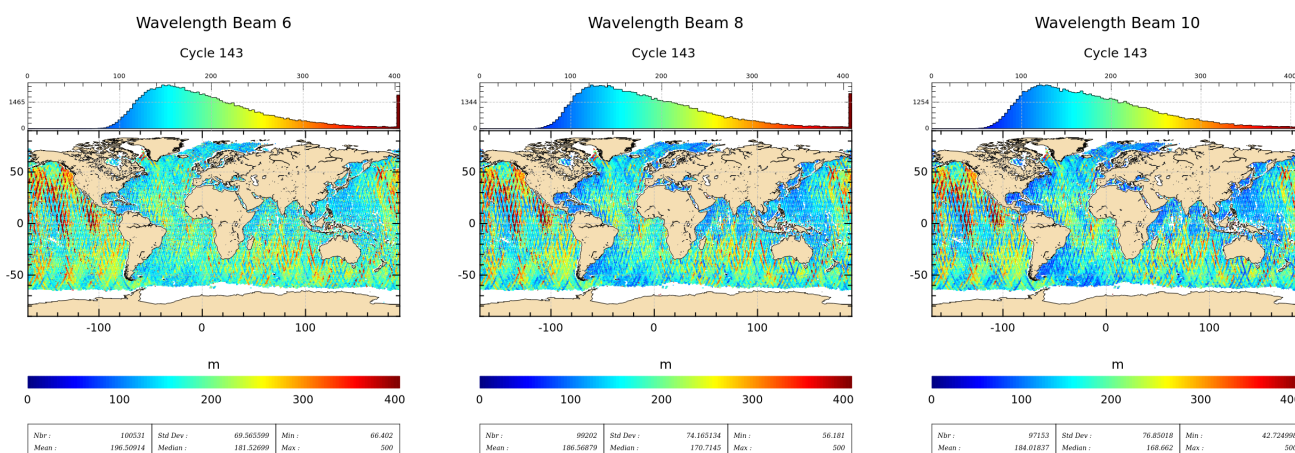 Wavelength Beam 6
Cycle 143
0 100 200 300 400
1465
0
50
0
-50
-100 0 100
m
0 100 200 300 400
Nbr : 100531 Std Dev : 69.565599 Min : 66.402
Mean : 196.50914 Median : 181.52699 Max : 500
Wavelength Beam 8
Cycle 143
0 100 200 300 400
1344
0
50
0
-50
-100 0 100
m
0 100 200 300 400
Nbr : 99202 Std Dev : 74.165134 Min : 56.181
Mean : 186.56879 Median : 170.7145 Max : 500
Wavelength Beam 10
Cycle 143
0 100 200 300 400
1254
0
50
0
-50
-100 0 100
m
0 100 200 300 400
Nbr : 97153 Std Dev : 76.85018 Min : 42.724998
Mean : 184.01837 Median : 168.662 Max : 500